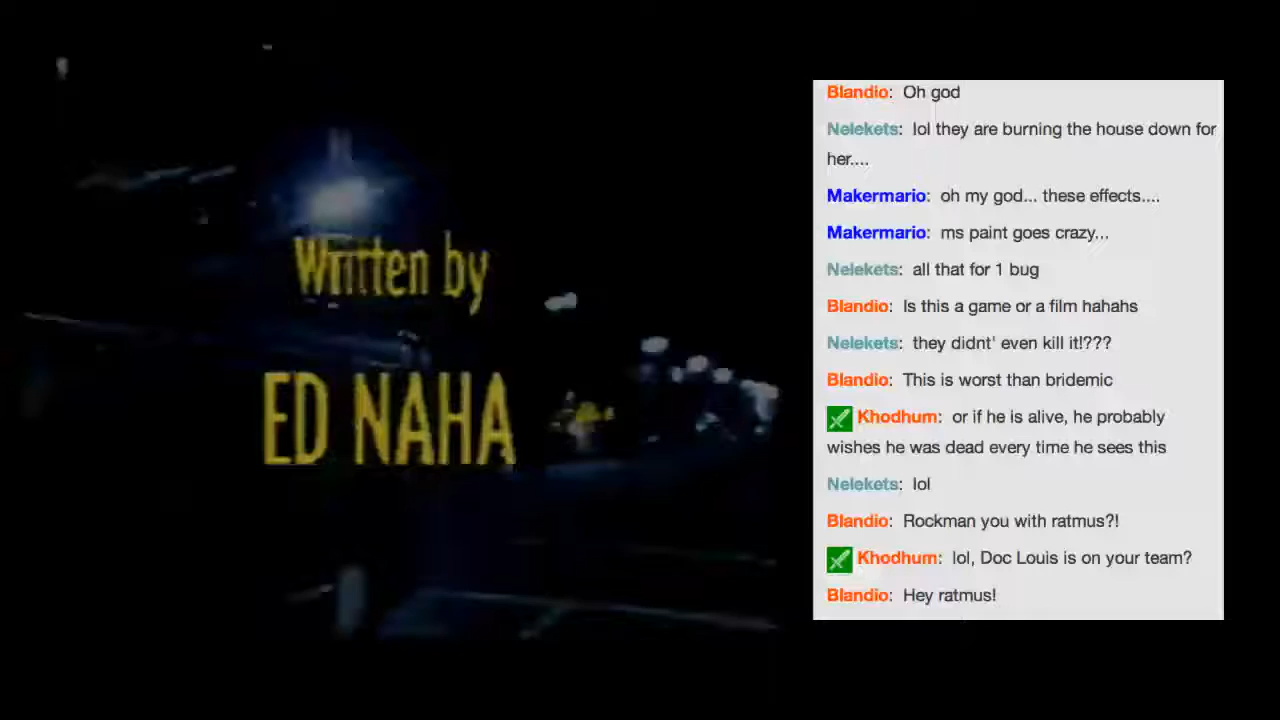 Written by
ED NAHA
Blandio: Oh god
Nelekets: lol they are burning the house down for
her....
Makermario: oh my god... these effects....
Makermario: ms paint goes crazy...
Nelekets: all that for 1 bug
Blandio: Is this a game or a film hahahs
Nelekets: they didnt' even kill it!???
Blandio: This is worst than bridemic
Khodhum: or if he is alive, he probably
wishes he was dead every time he sees this
Nelekets: lol
Blandio: Rockman you with ratmus?!
Khodhum: lol, Doc Louis is on your team?
Blandio: Hey ratmus!